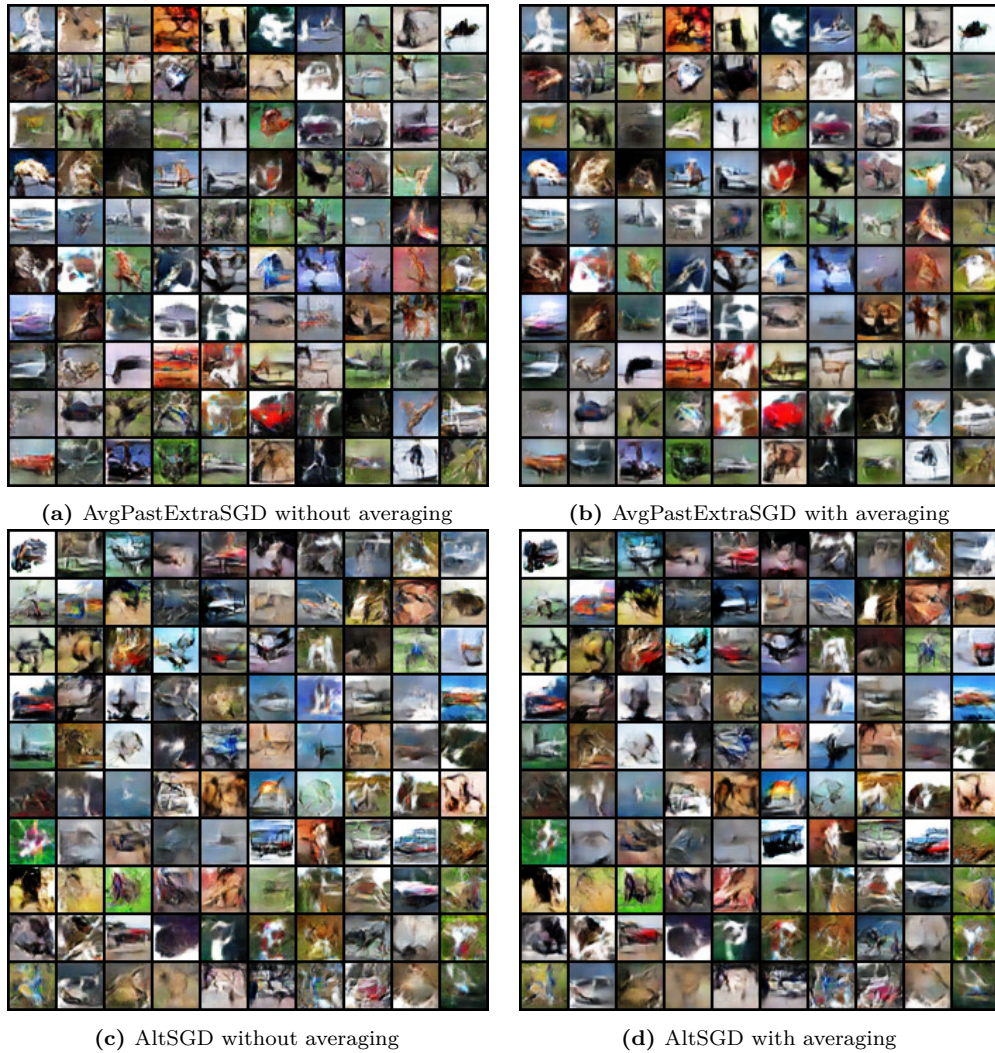 (a) AvgPastExtraSGD without averaging
(b) AvgPastExtraSGD with averaging
(c) AltSGD without averaging
(d) AltSGD with averaging